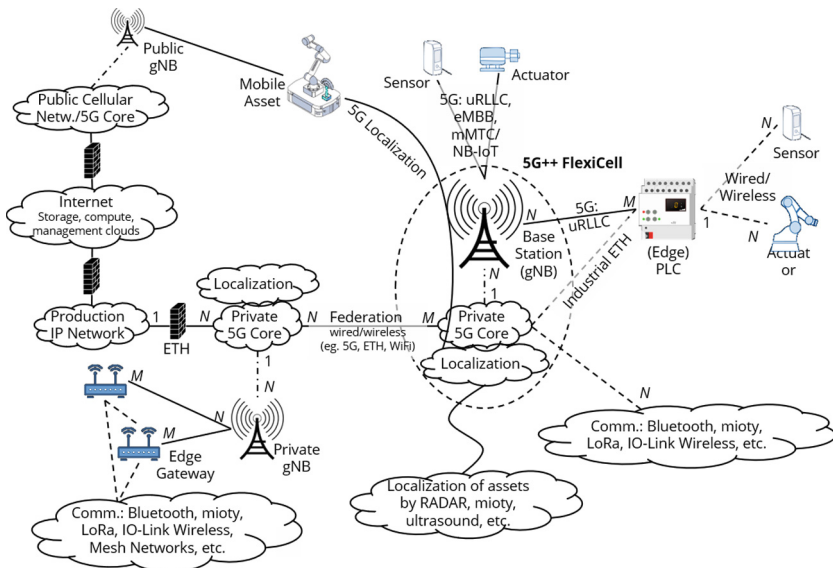 Public
gNB
Public Cellular
Netw./5G Core
Internet
Storage, compute,
management clouds
Production
IP Network
1
ETH
N
Localization
Private
5G Core
N
Federation
wired/wireless
(eg. 5G, ETH, WiFi)
M
1
N
Private
gNB
M
N
M
Edge
Gateway
Comm.: Bluetooth, mioty,
LoRa, IO-Link Wireless,
Mesh Networks, etc.
Mobile
Asset
5G Localization
Sensor
Actuator
5G: uRLLC,
eMBB,
mMTC/
NB-IoT
5G++ FlexiCell
N
Base
Station
(gNB)
N
1
Private
5G Core
Localization
5G:
uRLLC
M
Industrial ETH
(Edge)
PLC
1
Wired/
Wireless
N
Sensor
N
Actuat
or
N
Comm.: Bluetooth, mioty,
LoRa, IO-Link Wireless, etc.
Localization of assets
by RADAR, mioty,
ultrasound, etc.